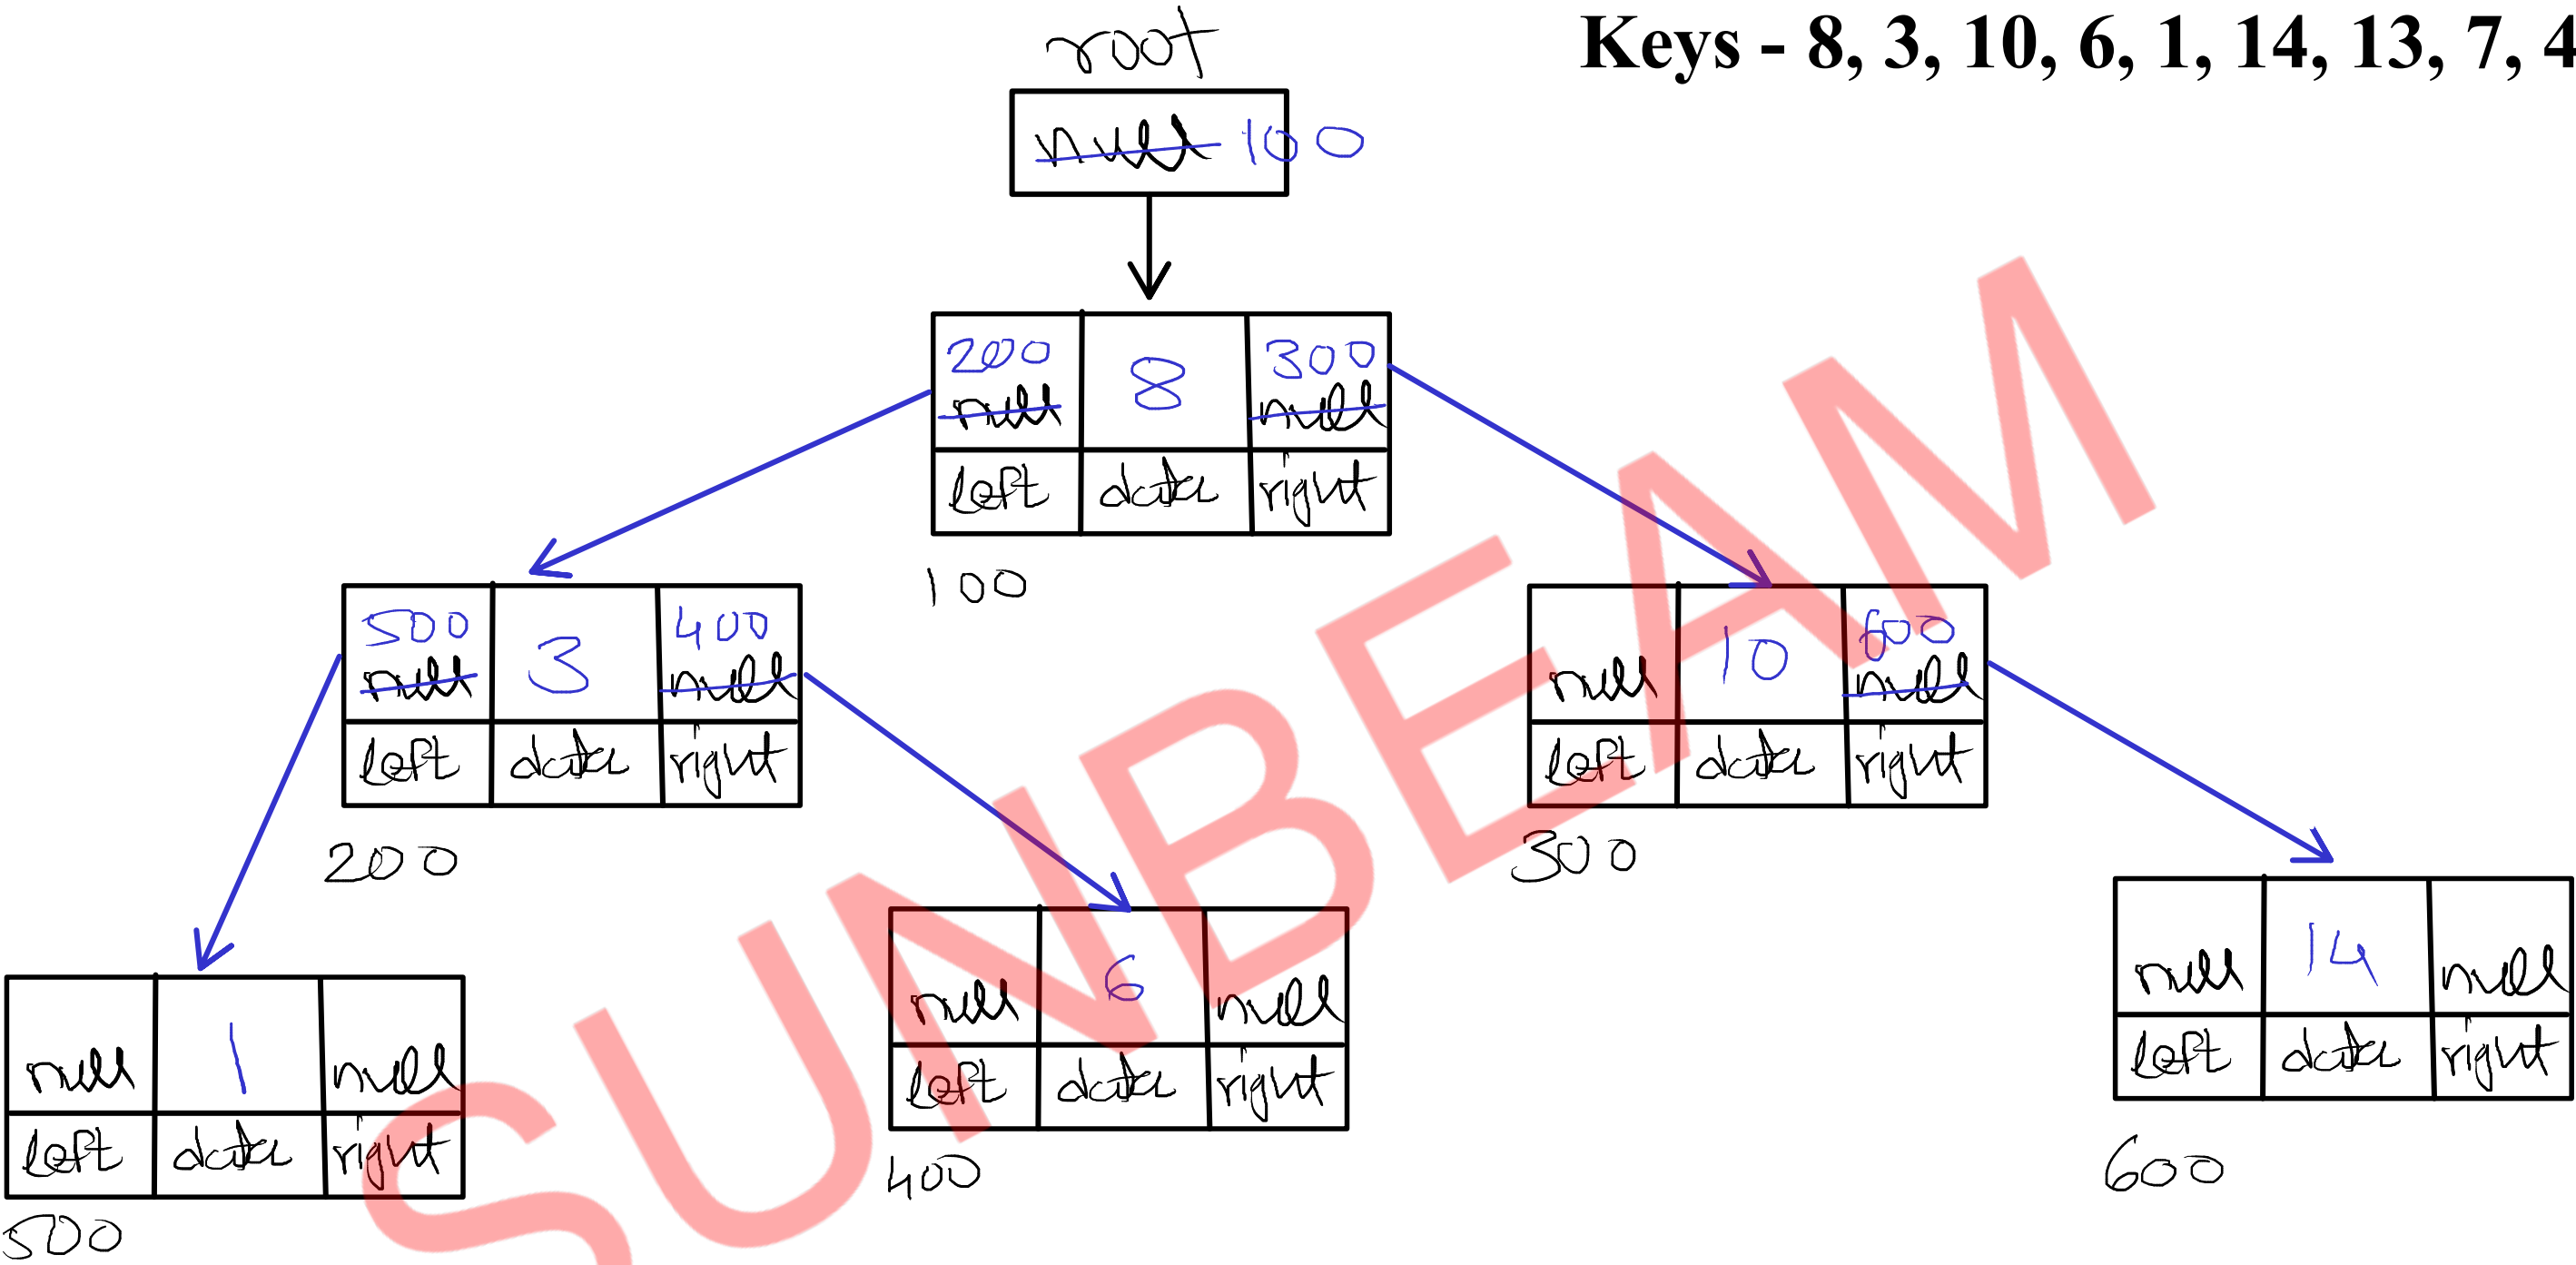 root
Keys - 8, 3, 10, 6, 1, 14, 13, 7, 4
null 100
200 8 300
null null
left data right
100
500 3 400
null null
left data right
200
10 600
null null
left data right
300
1
null null
left data right
500
6
null null
left data right
400
14
null null
left data right
600
SUNBEAM